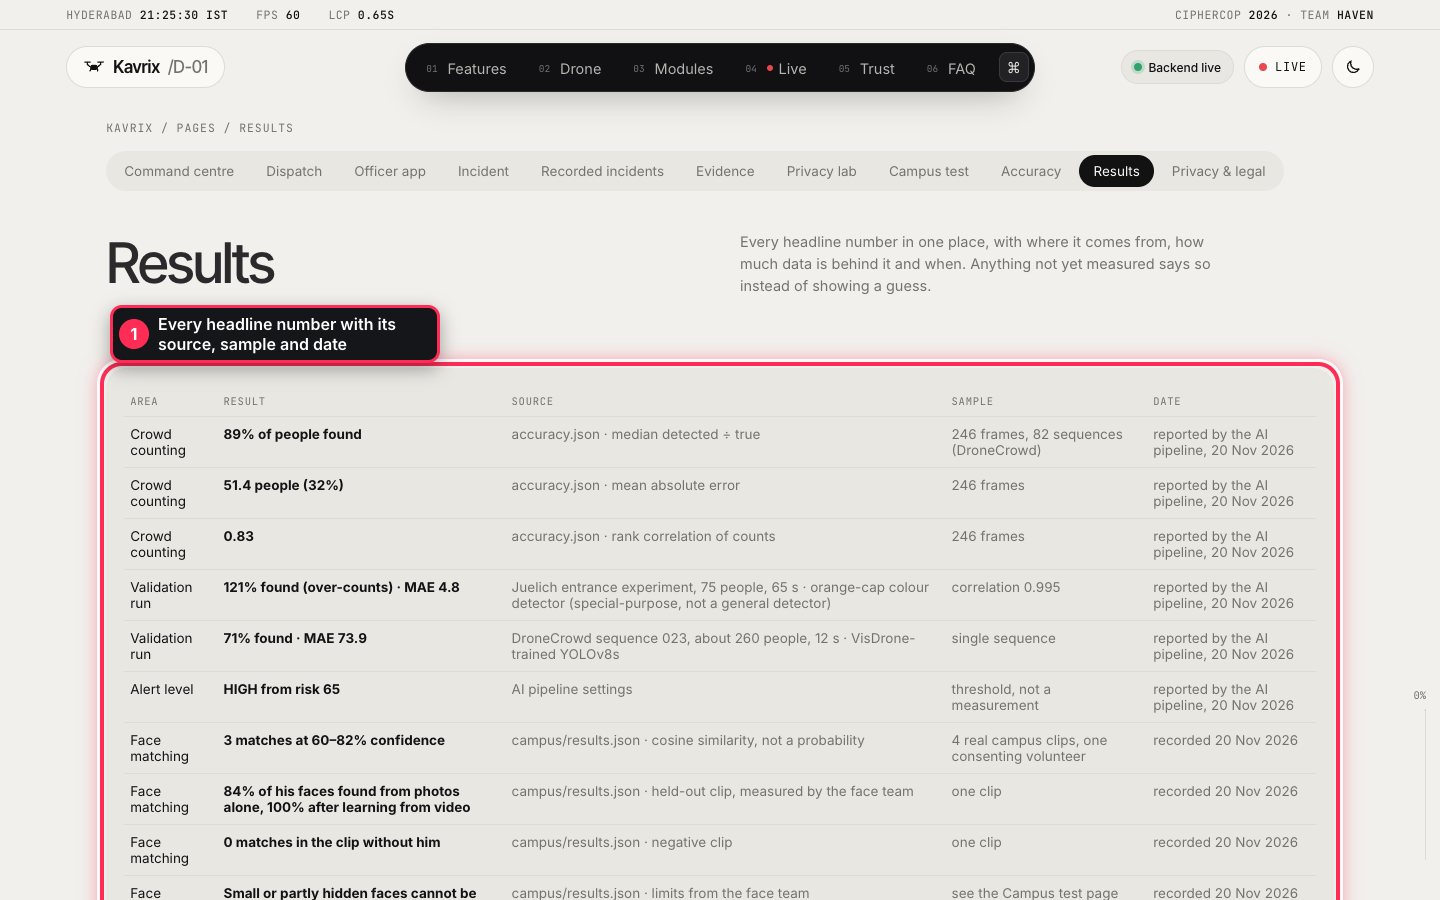 HYDERABAD 21:25:30 IST FPS 60 LCP 0.65S CIPHERCOP 2026 · TEAM HAVEN
Kavrix /D-01 01 Features 02 Drone 03 Modules 04 Live 05 Trust 06 FAQ ⌘ Backend live LIVE
KAVRIX / PAGES / RESULTS
Command centre Dispatch Officer app Incident Recorded incidents Evidence Privacy lab Campus test Accuracy Results Privacy & legal
Results
Every headline number in one place, with where it comes from, how
much data is behind it and when. Anything not yet measured says so
instead of showing a guess.
1 Every headline number with its
source, sample and date
AREA RESULT SOURCE SAMPLE DATE
Crowd 89% of people found accuracy.json · median detected ÷ true 246 frames, 82 sequences reported by the AI
counting (DroneCrowd) pipeline, 20 Nov 2026
Crowd 51.4 people (32%) accuracy.json · mean absolute error 246 frames reported by the AI
counting pipeline, 20 Nov 2026
Crowd 0.83 accuracy.json · rank correlation of counts 246 frames reported by the AI
counting pipeline, 20 Nov 2026
Validation 121% found (over-counts) · MAE 4.8 Juelich entrance experiment, 75 people, 65 s · orange-cap colour correlation 0.995 reported by the AI
run detector (special-purpose, not a general detector) pipeline, 20 Nov 2026
Validation 71% found · MAE 73.9 DroneCrowd sequence 023, about 260 people, 12 s · VisDrone- single sequence reported by the AI
run trained YOLOv8s pipeline, 20 Nov 2026
Alert level HIGH from risk 65 AI pipeline settings threshold, not a reported by the AI
measurement pipeline, 20 Nov 2026
0%
Face 3 matches at 60–82% confidence campus/results.json · cosine similarity, not a probability 4 real campus clips, one recorded 20 Nov 2026
matching consenting volunteer
Face 84% of his faces found from photos campus/results.json · held-out clip, measured by the face team one clip recorded 20 Nov 2026
matching alone, 100% after learning from video
Face 0 matches in the clip without him campus/results.json · negative clip one clip recorded 20 Nov 2026
matching
Face Small or partly hidden faces cannot be campus/results.json · limits from the face team see the Campus test page recorded 20 Nov 2026